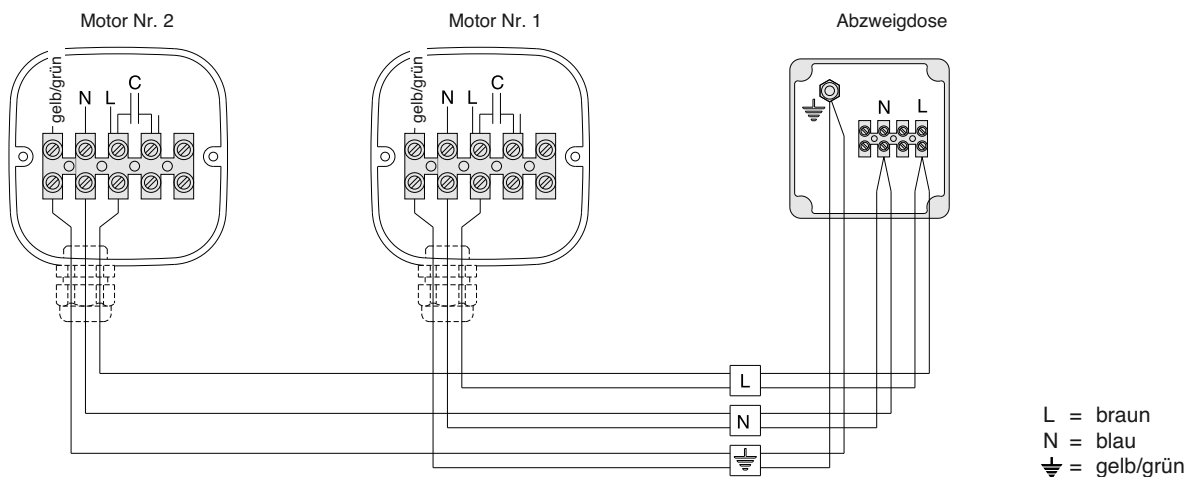 Motor Nr. 2
Motor Nr. 1
Abzweigdose
gelb/grün
N
L
C
gelb/grün
N
L
C
N
L
L
N
L = braun
N = blau
= gelb/grün